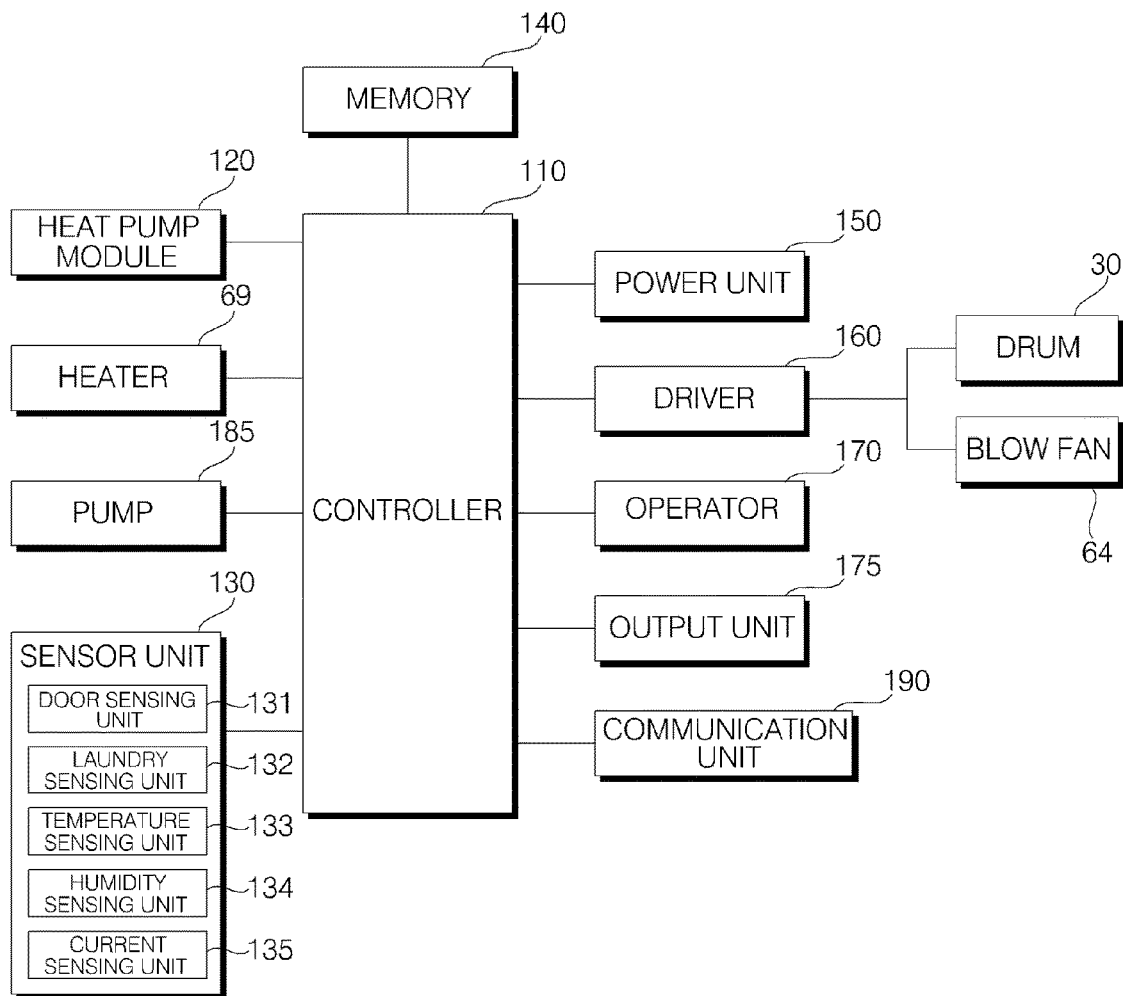 140
MEMORY
120
110
HEAT PUMP
MODULE
150
POWER UNIT
30
DRUM
69
HEATER
160
DRIVER
BLOW FAN
64
185
PUMP
CONTROLLER
170
OPERATOR
175
OUTPUT UNIT
130
SENSOR UNIT
DOOR SENSING
UNIT
131
LAUNDRY
SENSING UNIT
132
TEMPERATURE
SENSING UNIT
133
HUMIDITY
SENSING UNIT
134
CURRENT
SENSING UNIT
135
190
COMMUNICATION
UNIT